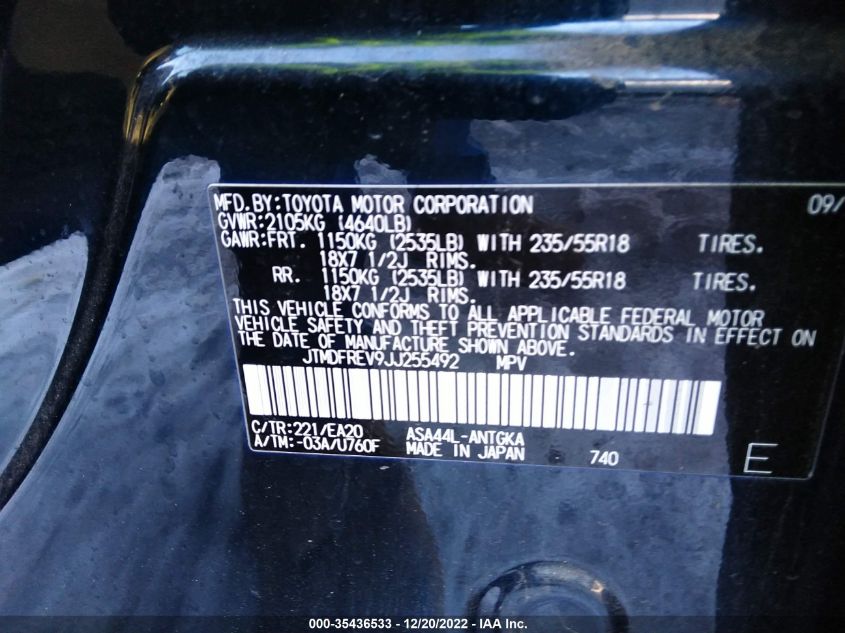 MFD.BY:TOYOTA MOTOR CORPORATION 09/
GVWR:2105KG (4640LB)
GAWR:FRT. 1150KG (2535LB) WITH 235/55R18 TIRES.
18X7 1/2J RIMS.
RR. 1150KG (2535LB) WITH 235/55R18 TIRES.
18X7 1/2J RIMS.
THIS VEHICLE CONFORMS TO ALL APPLICABLE FEDERAL MOTOR
VEHICLE SAFETY AND THEFT PREVENTION STANDARDS IN EFFECT ON
THE DATE OF MANUFACTURE SHOWN ABOVE.
JTMDFREV9JJ255492 MPV
C/TR:221/EA20 ASA44L-ANTGKA
A/TM:-03A/U760F MADE IN JAPAN 740 E
000-35436533 - 12/20/2022 - IAA Inc.